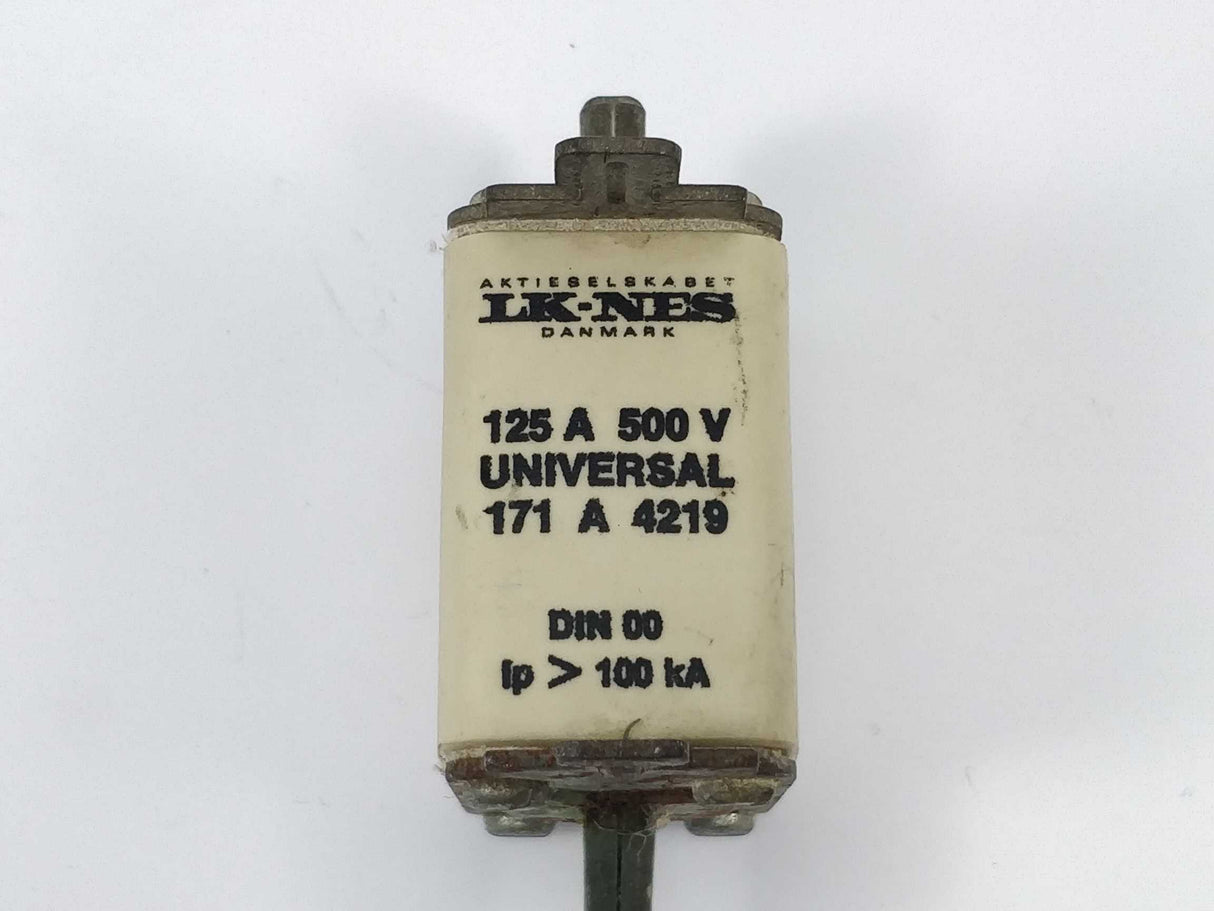 AKTIESELSKABET
LK-NES
DANMARK
125 A 500 V
UNIVERSAL
171 A 4219
DIN 00
Ip > 100 kA